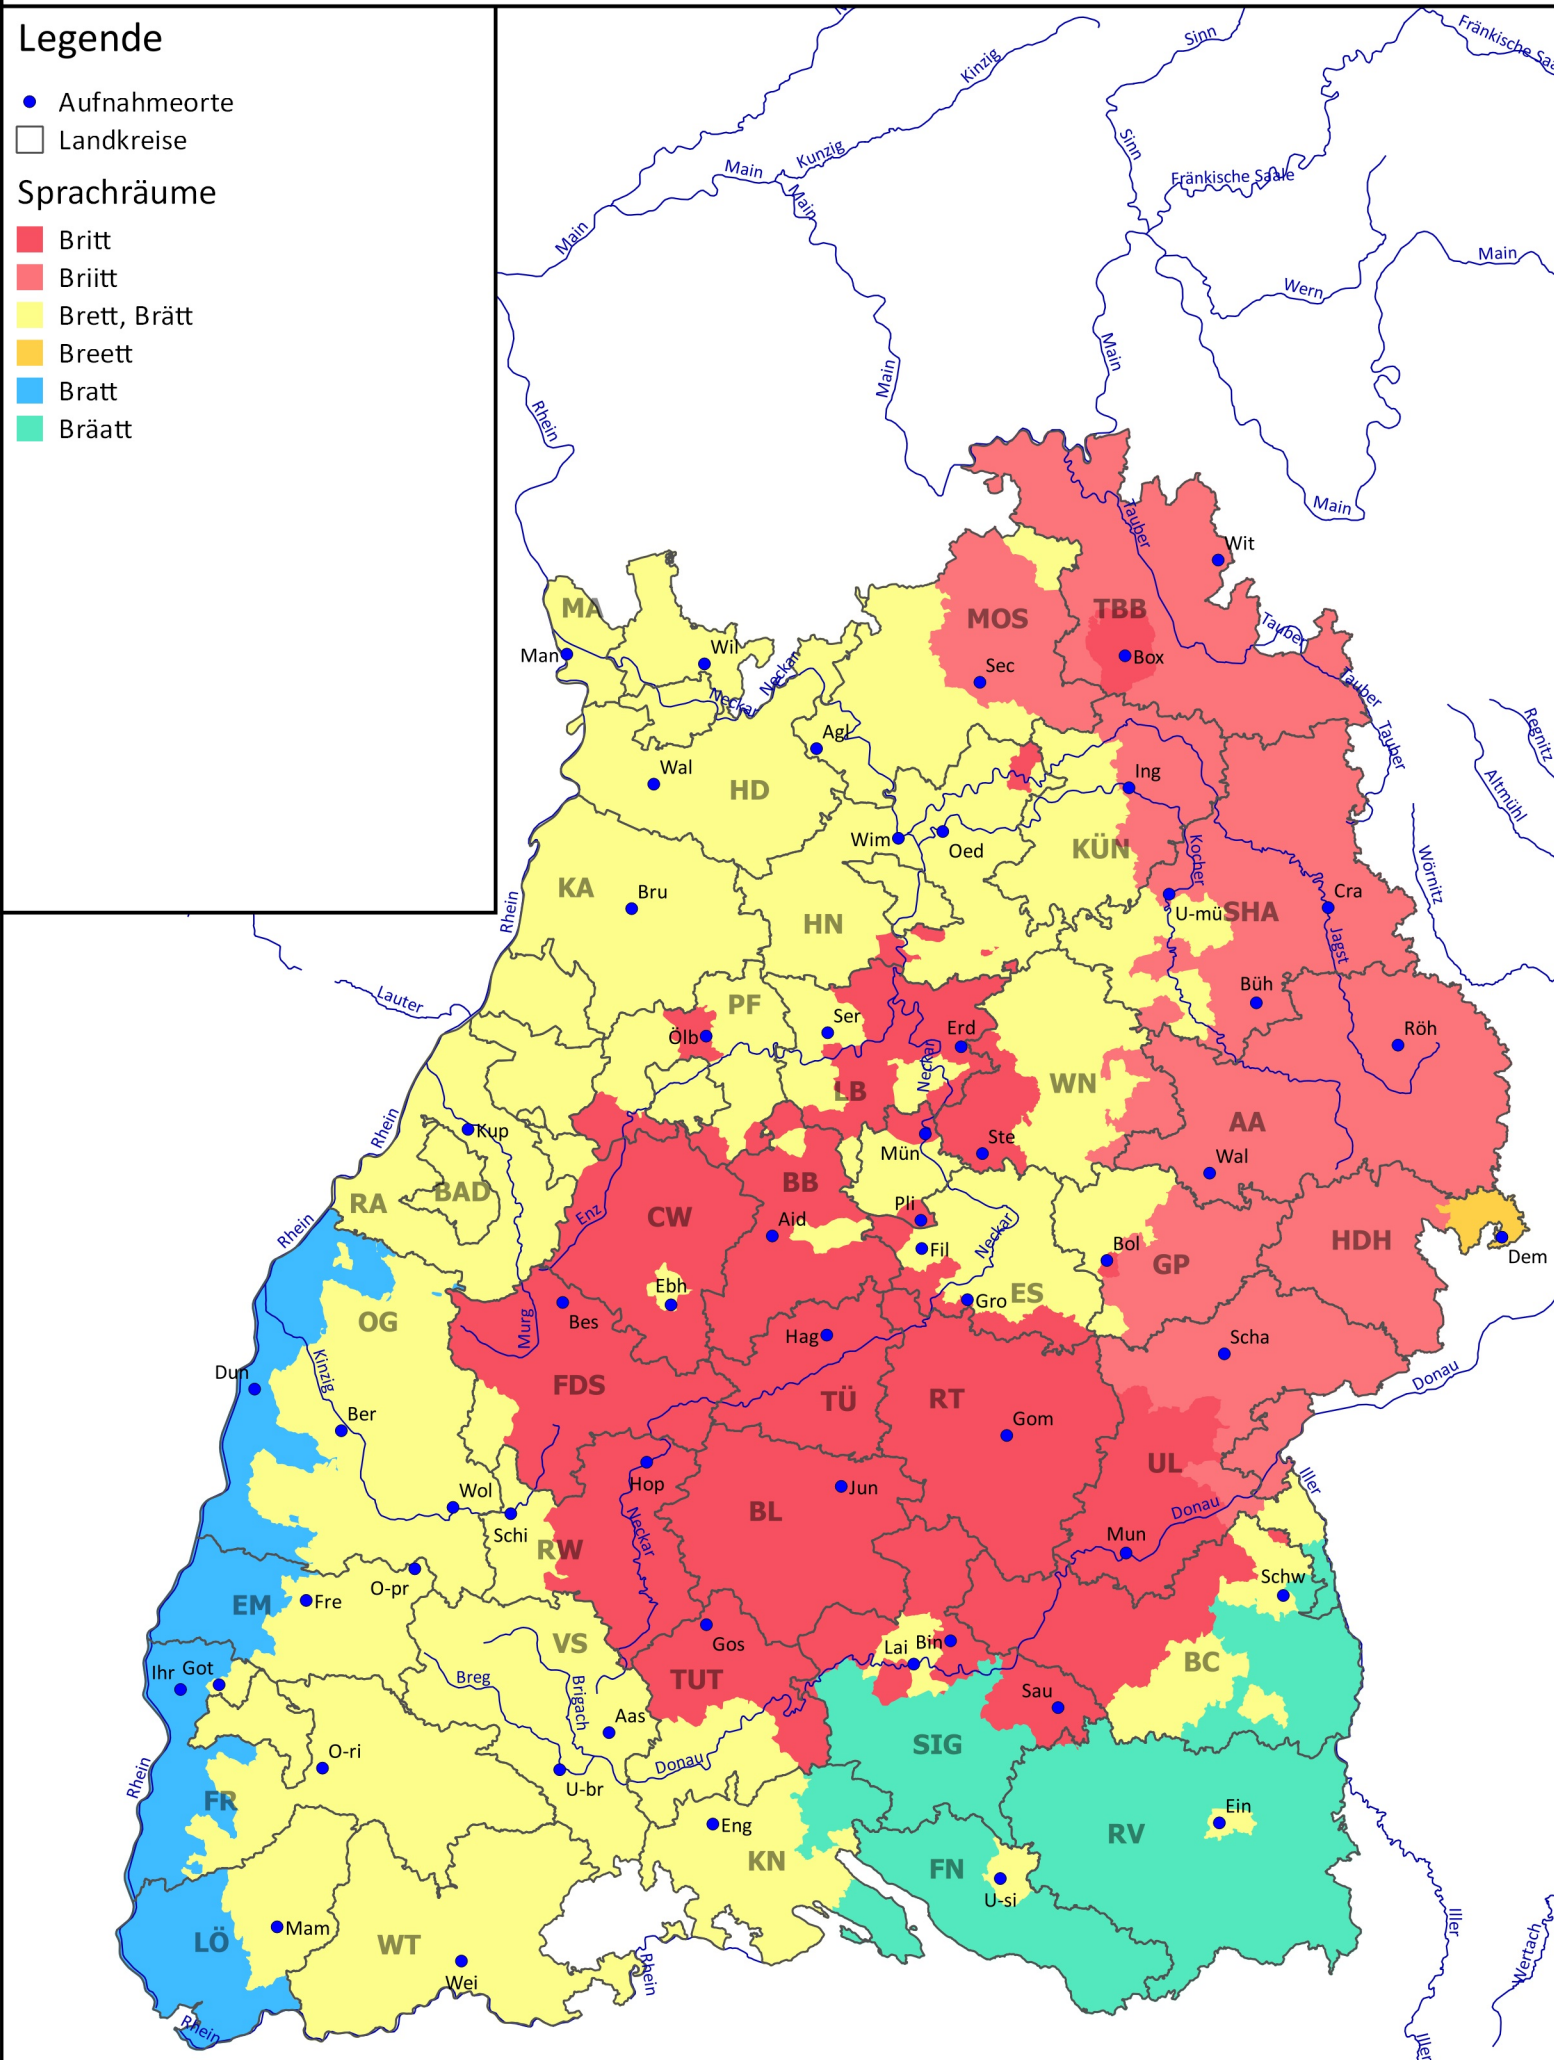 Legende
Aufnahmeorte
Landkreise
Sprachräume
Britt
Briitt
Brett, Brätt
Breett
Bratt
Bräatt
Kinzig
Sinn
Fränkische Saa
Sinn
Kunzig
Main
Fränkische Saale
Main
Main
Main
Wern
Main
Main
Rhein
Main
Tauber
Wit
MA
MOS
TBB
Tauber
Man
Wil
Neckar
Sec
Box
Neckar
Tauber
Regnitz
Agl
Tauber
Wal
HD
Ing
Altmühl
Wim
Oed
KÜN
Kocher
Wörnitz
KA
Bru
Rhein
HN
U-mü
SHA
Cra
Jagst
Lauter
PF
Büh
Ölb
Ser
Erd
Röh
Neckar
LB
WN
Rhein
Kup
AA
Mün
Ste
Wal
RA
BAD
BB
Enz
CW
Pli
Aid
Rhein
Fil
Neckar
Bol
GP
HDH
Dem
Ebh
ES
Gro
OG
Bes
Murg
Hag
Scha
Dun
Kinzig
FDS
TÜ
RT
Donau
Ber
Gom
UL
Hop
Jun
Iller
Wol
BL
Donau
Schi
RW
Neckar
Mun
O-pr
EM
Fre
Schw
VS
Gos
Lai
Bin
BC
Ihr
Got
Breg
TUT
Brigach
Sau
Aas
SIG
O-ri
Donau
Rhein
U-br
FR
Eng
Ein
KN
RV
FN
U-si
LÖ
Mam
WT
Iller
Wertach
Wei
Rhein
Rhein
Iller